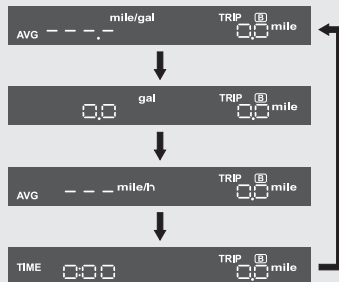 mile/gal TRIP B
AVG ---.- 0.0 mile
gal TRIP B
0.0 0.0 mile
TRIP B
AVG --- mile/h 0.0 mile
TRIP B
TIME 0:00 0.0 mile